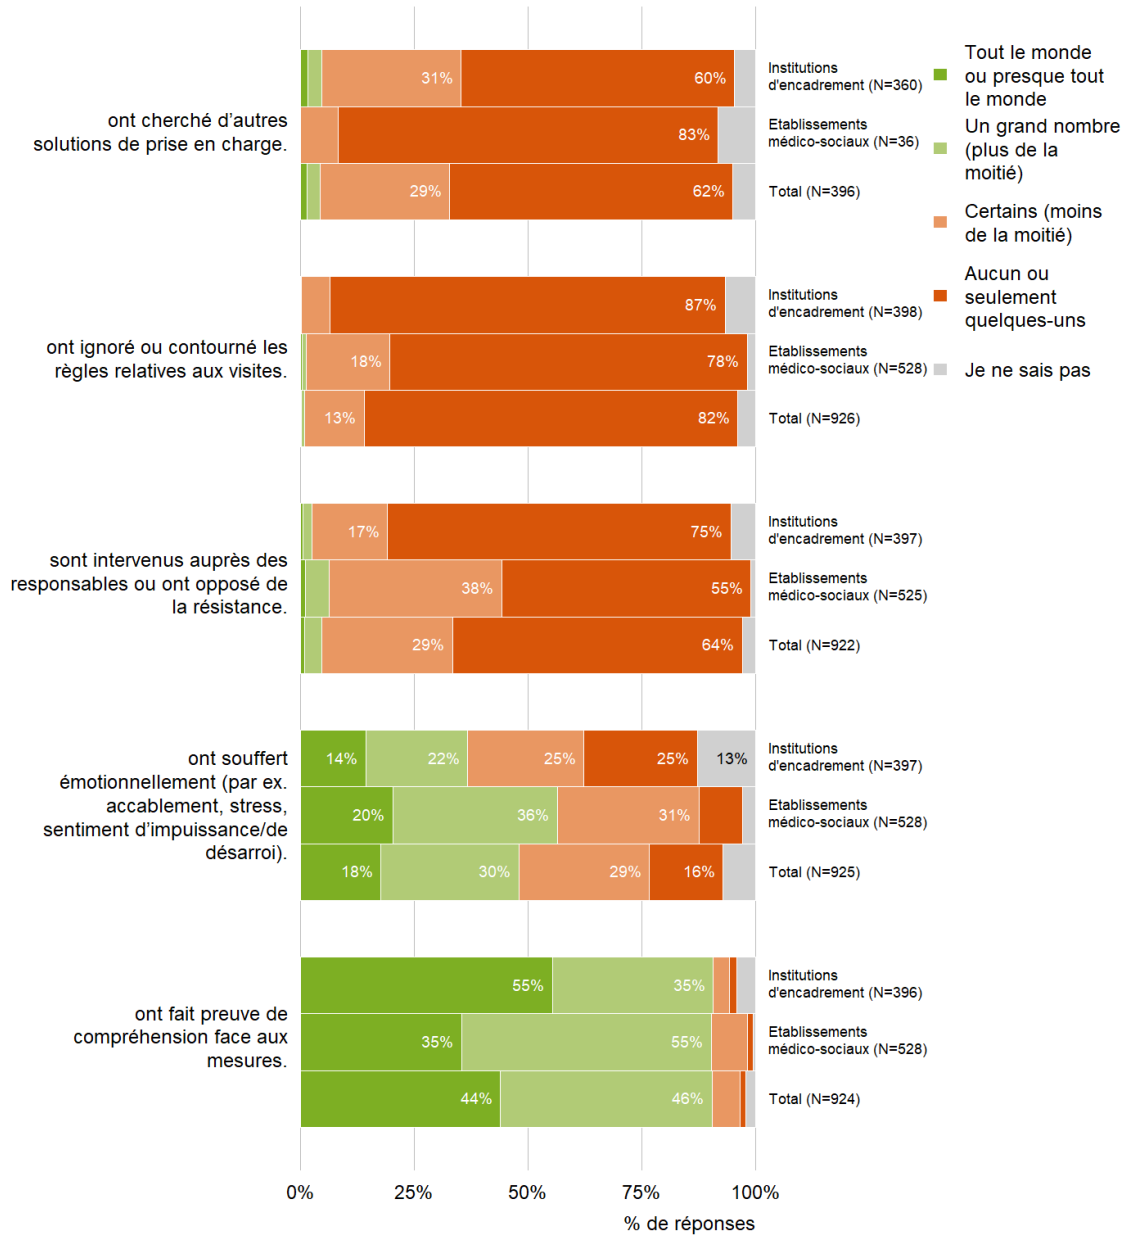 ont cherché d’autres
solutions de prise en charge.
31%
60%
Institutions
d'encadrement (N=360)
83%
Etablissements
médico-sociaux (N=36)
29%
62%
Total (N=396)
ont ignoré ou contourné les
règles relatives aux visites.
87%
Institutions
d'encadrement (N=398)
18%
78%
Etablissements
médico-sociaux (N=528)
13%
82%
Total (N=926)
sont intervenus auprès des
responsables ou ont opposé de
la résistance.
17%
75%
Institutions
d'encadrement (N=397)
38%
55%
Etablissements
médico-sociaux (N=525)
29%
64%
Total (N=922)
ont souffert
émotionnellement (par ex.
accablement, stress,
sentiment d’impuissance/de
désarroi).
14%
22%
25%
25%
13%
Institutions
d'encadrement (N=397)
20%
36%
31%
Etablissements
médico-sociaux (N=528)
18%
30%
29%
16%
Total (N=925)
ont fait preuve de
compréhension face aux
mesures.
55%
35%
Institutions
d'encadrement (N=396)
35%
55%
Etablissements
médico-sociaux (N=528)
44%
46%
Total (N=924)
0%
25%
50%
75%
100%
% de réponses
Tout le monde
ou presque tout
le monde
Un grand nombre
(plus de la
moitié)
Certains (moins
de la moitié)
Aucun ou
seulement
quelques-uns
Je ne sais pas